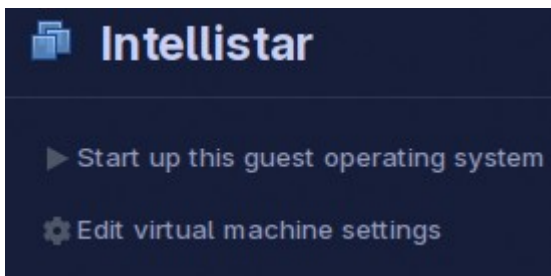 Intellistar
Start up this guest operating system
Edit virtual machine settings